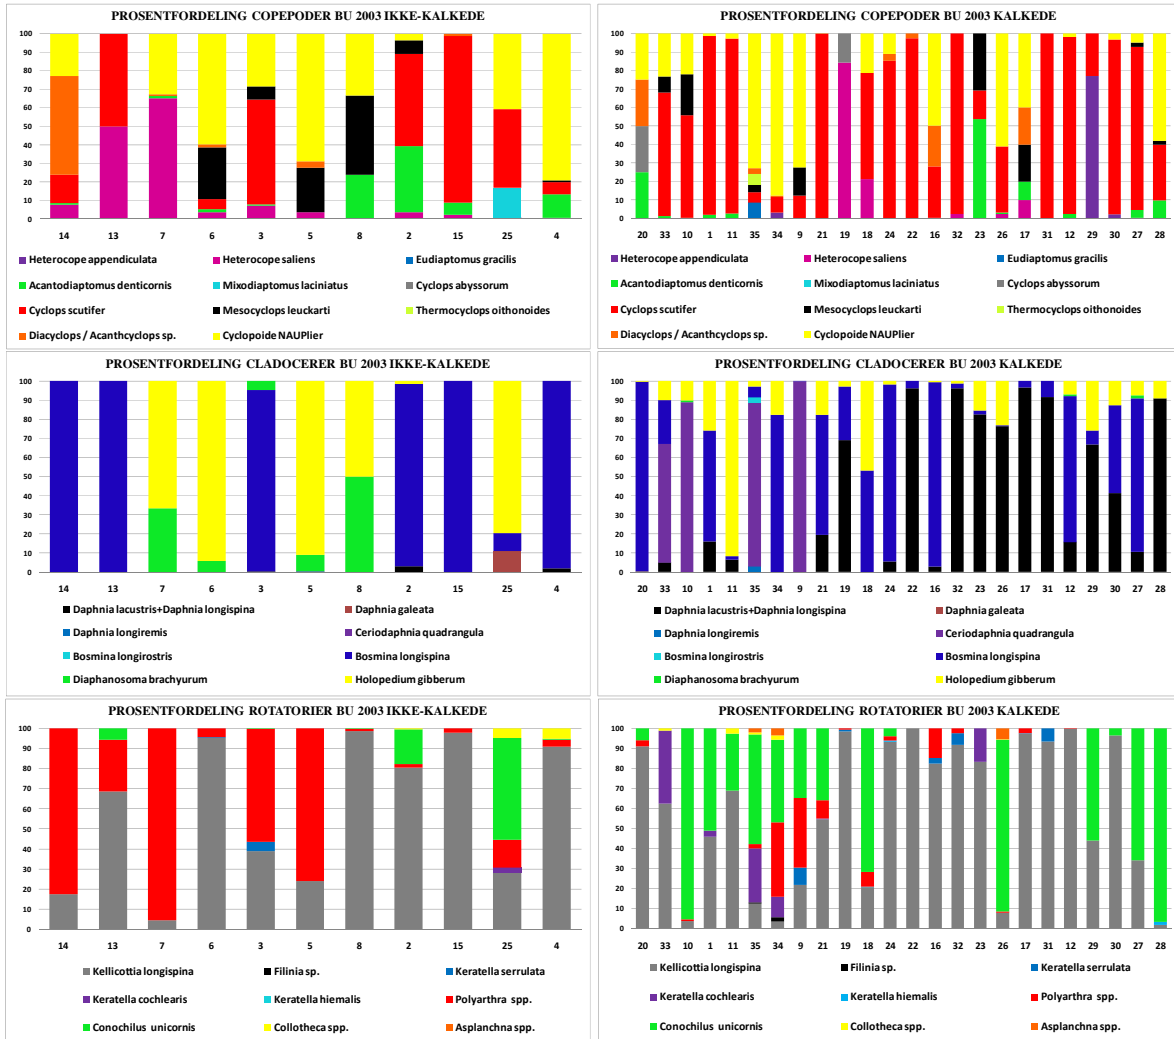 PROSENTFORDELING COPEPODER BU 2003 IKKE-KALKEDE
100
90
80
70
60
50
40
30
20
10
0
14 13 7 6 3 5 8 2 15 25 4
Heterocope appendiculata Heterocope saliens Eudiaptomus gracilis
Acantodiaptomus denticornis Mixodiaptomus laciniatus Cyclops abyssorum
Cyclops scutifer Mesocyclops leuckarti Thermocyclops oithonoides
Diacyclops / Acanthcyclops sp. Cyclopoide NAUPlier
PROSENTFORDELING COPEPODER BU 2003 KALKEDE
100
90
80
70
60
50
40
30
20
10
0
20 33 10 1 11 35 34 9 21 19 18 24 22 16 32 23 26 17 31 12 29 30 27 28
Heterocope appendiculata Heterocope saliens Eudiaptomus gracilis
Acantodiaptomus denticornis Mixodiaptomus laciniatus Cyclops abyssorum
Cyclops scutifer Mesocyclops leuckarti Thermocyclops oithonoides
Diacyclops / Acanthcyclops sp. Cyclopoide NAUPlier
PROSENTFORDELING CLADOCERER BU 2003 IKKE-KALKEDE
100
90
80
70
60
50
40
30
20
10
0
14 13 7 6 3 5 8 2 15 25 4
Daphnia lacustris+Daphnia longispina Daphnia galeata
Daphnia longiremis Ceriodaphnia quadrangula
Bosmina longirostris Bosmina longispina
Diaphanosoma brachyurum Holopedium gibberum
PROSENTFORDELING CLADOCERER BU 2003 KALKEDE
100
90
80
70
60
50
40
30
20
10
0
20 33 10 1 11 35 34 9 21 19 18 24 22 16 32 23 26 17 31 12 29 30 27 28
Daphnia lacustris+Daphnia longispina Daphnia galeata
Daphnia longiremis Ceriodaphnia quadrangula
Bosmina longirostris Bosmina longispina
Diaphanosoma brachyurum Holopedium gibberum
PROSENTFORDELING ROTATORIER BU 2003 IKKE-KALKEDE
100
90
80
70
60
50
40
30
20
10
0
14 13 7 6 3 5 8 2 15 25 4
Kellicottia longispina Filinia sp. Keratella serrulata
Keratella cochlearis Keratella hiemalis Polyarthra spp.
Conochilus unicornis Collotheca spp. Asplanchna spp.
PROSENTFORDELING ROTATORIER BU 2003 KALKEDE
100
90
80
70
60
50
40
30
20
10
0
20 33 10 1 11 35 34 9 21 19 18 24 22 16 32 23 26 17 31 12 29 30 27 28
Kellicottia longispina Filinia sp. Keratella serrulata
Keratella cochlearis Keratella hiemalis Polyarthra spp.
Conochilus unicornis Collotheca spp. Asplanchna spp.